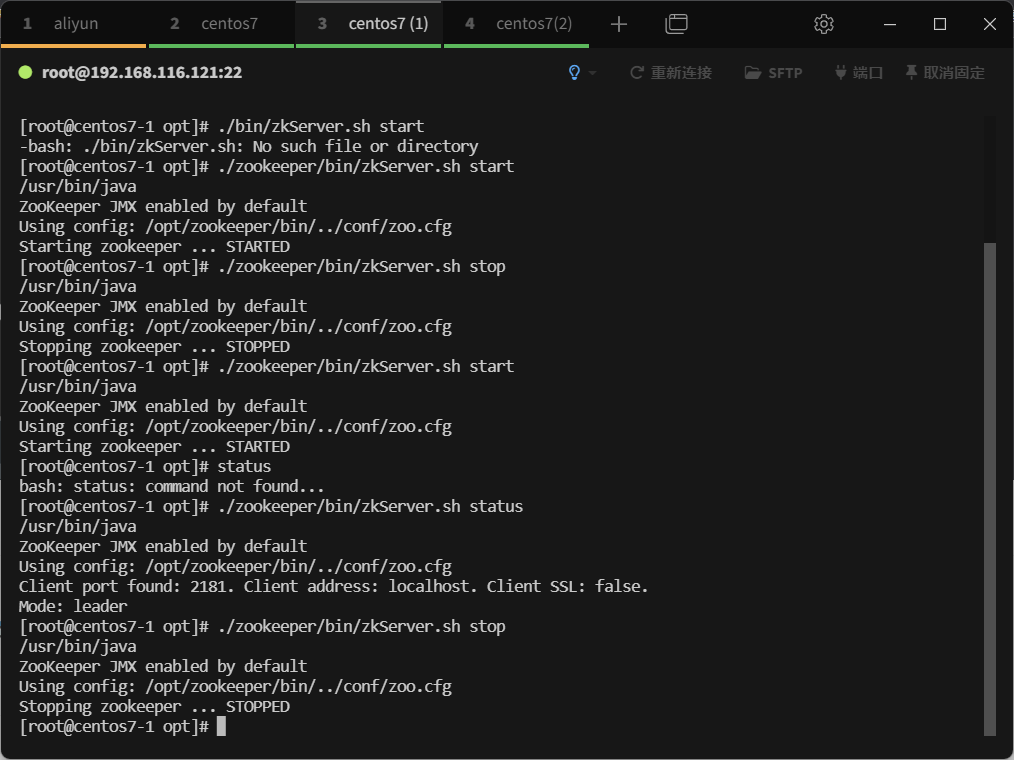 1 aliyun 2 centos7 3 centos7 (1) 4 centos7(2)
root@192.168.116.121:22 重新连接 SFTP 端口 取消固定
[root@centos7-1 opt]# ./bin/zkServer.sh start
-bash: ./bin/zkServer.sh: No such file or directory
[root@centos7-1 opt]# ./zookeeper/bin/zkServer.sh start
/usr/bin/java
ZooKeeper JMX enabled by default
Using config: /opt/zookeeper/bin/../conf/zoo.cfg
Starting zookeeper ... STARTED
[root@centos7-1 opt]# ./zookeeper/bin/zkServer.sh stop
/usr/bin/java
ZooKeeper JMX enabled by default
Using config: /opt/zookeeper/bin/../conf/zoo.cfg
Stopping zookeeper ... STOPPED
[root@centos7-1 opt]# ./zookeeper/bin/zkServer.sh start
/usr/bin/java
ZooKeeper JMX enabled by default
Using config: /opt/zookeeper/bin/../conf/zoo.cfg
Starting zookeeper ... STARTED
[root@centos7-1 opt]# status
bash: status: command not found...
[root@centos7-1 opt]# ./zookeeper/bin/zkServer.sh status
/usr/bin/java
ZooKeeper JMX enabled by default
Using config: /opt/zookeeper/bin/../conf/zoo.cfg
Client port found: 2181. Client address: localhost. Client SSL: false.
Mode: leader
[root@centos7-1 opt]# ./zookeeper/bin/zkServer.sh stop
/usr/bin/java
ZooKeeper JMX enabled by default
Using config: /opt/zookeeper/bin/../conf/zoo.cfg
Stopping zookeeper ... STOPPED
[root@centos7-1 opt]#